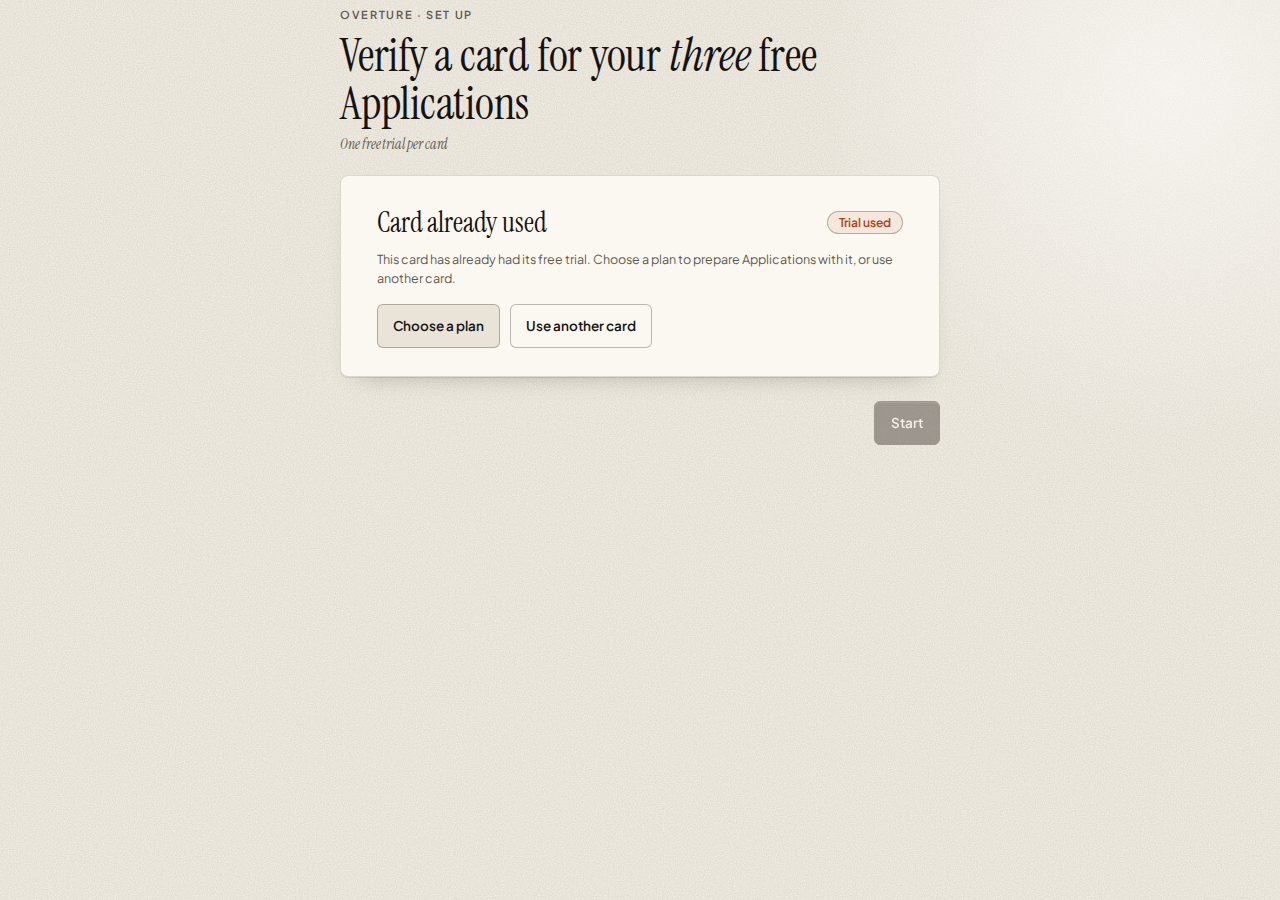 OVERTURE · SET UP
Verify a card for your three free
Applications
One free trial per card
Card already used
Trial used
This card has already had its free trial. Choose a plan to prepare Applications with it, or use
another card.
Choose a plan
Use another card
Start